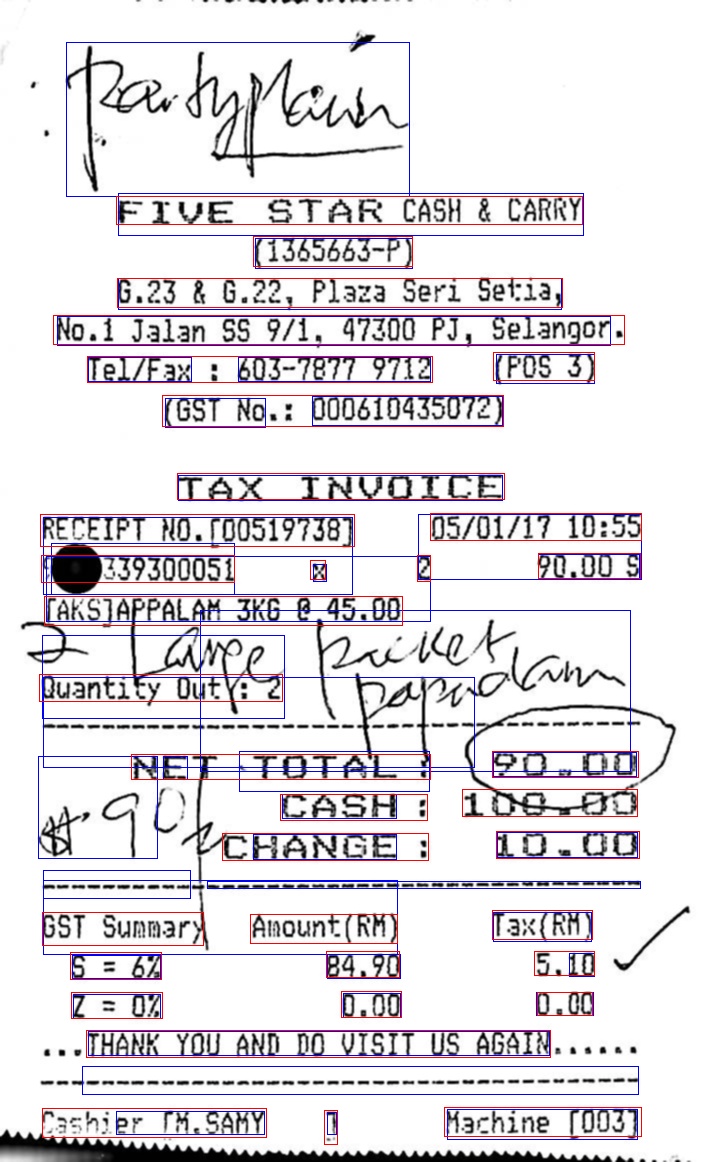 FIVE STAR CASH & CARRY
(1365663-P)
G.23 & G.22, Plaza Seri Setia,
No.1 Jalan SS 9/1, 47300 PJ, Selangor.
Tel/Fax : 603-7877 9712 (POS 3)
(GST No.: 000610435072)
TAX INVOICE
RECEIPT NO.[00519738] 05/01/17 10:55
339300051 x 2 90.00 S
[AKS]APPALAM 3KG @ 45.00
2 Large packet
papadam
Quantity Out : 2
NET TOTAL : 90.00
CASH : 100.00
CHANGE : 10.00
GST Summary Amount(RM) Tax(RM)
S = 6% 84.90 5.10
Z = 0% 0.00 0.00
...THANK YOU AND DO VISIT US AGAIN......
Cashier [M.SAMY ] Machine [003]